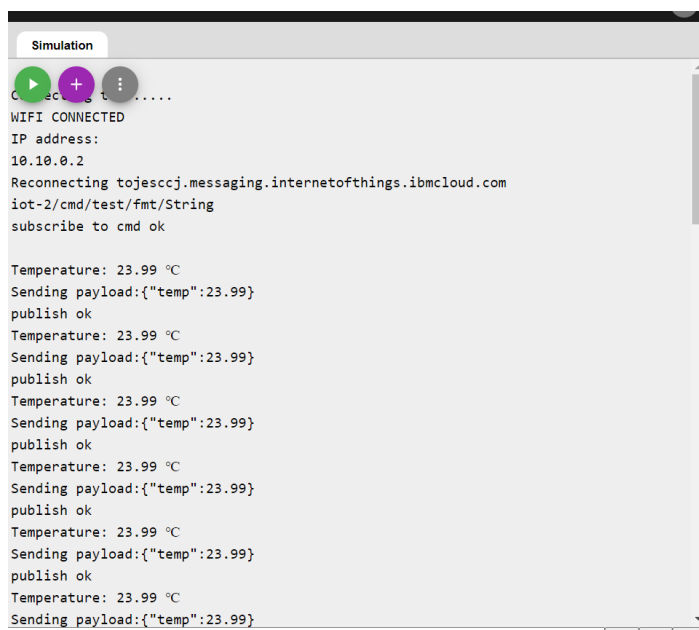 Simulation
WIFI CONNECTED
IP address:
10.10.0.2
Reconnecting tojesccj.messaging.internetofthings.ibmcloud.com
iot-2/cmd/test/fmt/String
subscribe to cmd ok
Temperature: 23.99 ℃
Sending payload:{"temp":23.99}
publish ok
Temperature: 23.99 ℃
Sending payload:{"temp":23.99}
publish ok
Temperature: 23.99 ℃
Sending payload:{"temp":23.99}
publish ok
Temperature: 23.99 ℃
Sending payload:{"temp":23.99}
publish ok
Temperature: 23.99 ℃
Sending payload:{"temp":23.99}
publish ok
Temperature: 23.99 ℃
Sending payload:{"temp":23.99}